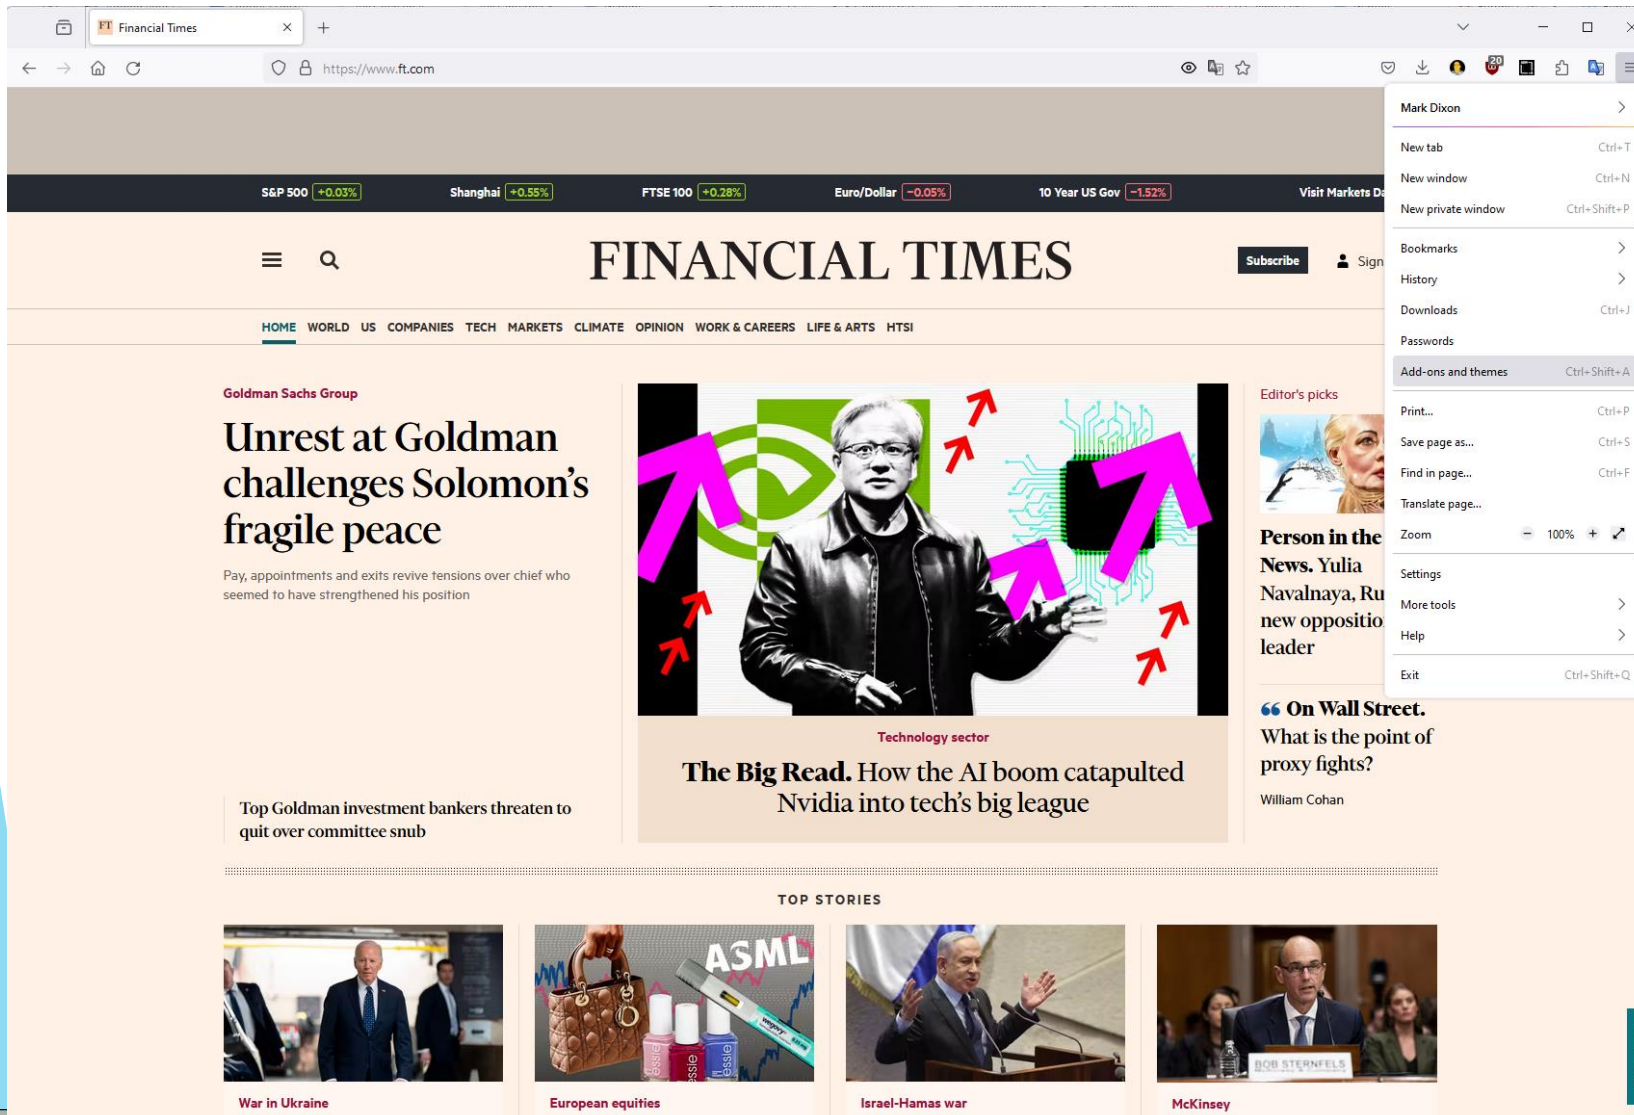 FT Financial Times
https://www.ft.com
20
S&P 500 +0.03% Shanghai +0.55% FTSE 100 +0.28% Euro/Dollar −0.05% 10 Year US Gov −1.52% Visit Markets Da
FINANCIAL TIMES
Subscribe
Sign
HOME WORLD US COMPANIES TECH MARKETS CLIMATE OPINION WORK & CAREERS LIFE & ARTS HTSI
Goldman Sachs Group
Unrest at Goldman
challenges Solomon's
fragile peace
Pay, appointments and exits revive tensions over chief who
seemed to have strengthened his position
Top Goldman investment bankers threaten to
quit over committee snub
Technology sector
The Big Read. How the AI boom catapulted
Nvidia into tech's big league
Editor's picks
Person in the
News. Yulia
Navalnaya, Ru
new oppositio
leader
On Wall Street.
What is the point of
proxy fights?
William Cohan
Mark Dixon
New tab Ctrl+T
New window Ctrl+N
New private window Ctrl+Shift+P
Bookmarks
History
Downloads Ctrl+J
Passwords
Add-ons and themes Ctrl+Shift+A
Print... Ctrl+P
Save page as... Ctrl+S
Find in page... Ctrl+F
Translate page...
Zoom − 100% +
Settings
More tools
Help
Exit Ctrl+Shift+Q
TOP STORIES
ASML
essie
essie
essie
wegovy
BOB STERNFELS
War in Ukraine
European equities
Israel-Hamas war
McKinsey